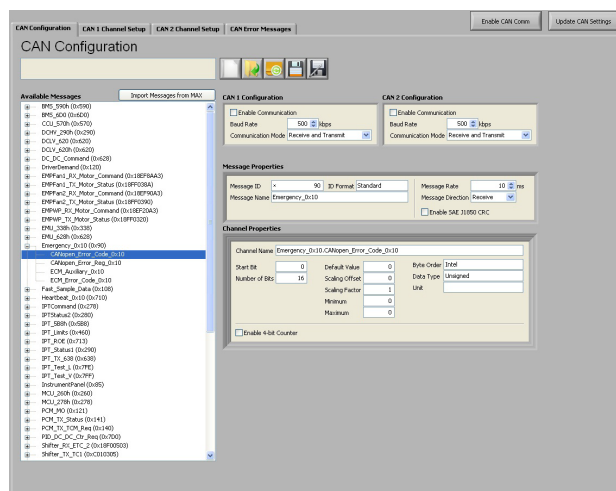 Enable CAN Comm
Update CAN Settings
CAN Configuration
CAN 1 Channel Setup
CAN 2 Channel Setup
CAN Error Messages
CAN Configuration
Available Messages
Import Messages from MAX
BMS_590h (0x590)
BMS_6D0 (0x6D0)
CCU_570h (0x570)
DCHV_290h (0x290)
DCLV_620 (0x620)
DCLV_620h (0x620)
DC_DC_Command (0x628)
DriverDemand (0x120)
EMPFan1_RX_Motor_Command (0x18EF8AA3)
EMPFan1_TX_Motor_Status (0x18FF038A)
EMPFan2_RX_Motor_Command (0x18EF90A3)
EMPFan2_TX_Motor_Status (0x18FF0390)
EMPWP_RX_Motor_Command (0x18EF20A3)
EMPWP_TX_Motor_Status (0x18FF0320)
EMU_338h (0x338)
EMU_628h (0x628)
Emergency_0x10 (0x90)
CANopen_Error_Code_0x10
CANopen_Error_Reg_0x10
ECM_Auxiliary_0x10
ECM_Error_Code_0x10
Fast_Sample_Data (0x108)
Heartbeat_0x10 (0x710)
IPTCommand (0x278)
IPTStatus2 (0x280)
IPT_5B8h (0x5B8)
IPT_Limits (0x460)
IPT_ROE (0x713)
IPT_Status1 (0x290)
IPT_TX_638 (0x638)
IPT_Test_L (0x7FE)
IPT_Test_V (0x7FF)
InstrumentPanel (0x85)
MCU_260h (0x260)
MCU_278h (0x278)
PCM_MO (0x121)
PCM_TX_Status (0x141)
PCM_TX_TCM_Req (0x140)
PID_DC_DC_Ctr_Req (0x7D0)
Shifter_RX_ETC_2 (0x18F00503)
Shifter_TX_TC1 (0xC010305)
CAN 1 Configuration
Enable Communication
Baud Rate 500 kbps
Communication Mode Receive and Transmit
CAN 2 Configuration
Enable Communication
Baud Rate 500 kbps
Communication Mode Receive and Transmit
Message Properties
Message ID x 90 ID Format Standard
Message Name Emergency_0x10
Message Rate 10 ms
Message Direction Receive
Enable SAE J1850 CRC
Channel Properties
Channel Name Emergency_0x10.CANopen_Error_Code_0x10
Start Bit 0 Default Value 0 Byte Order Intel
Number of Bits 16 Scaling Offset 0 Data Type Unsigned
Scaling Factor 1 Unit
Minimum 0
Maximum 0
Enable 4-bit Counter